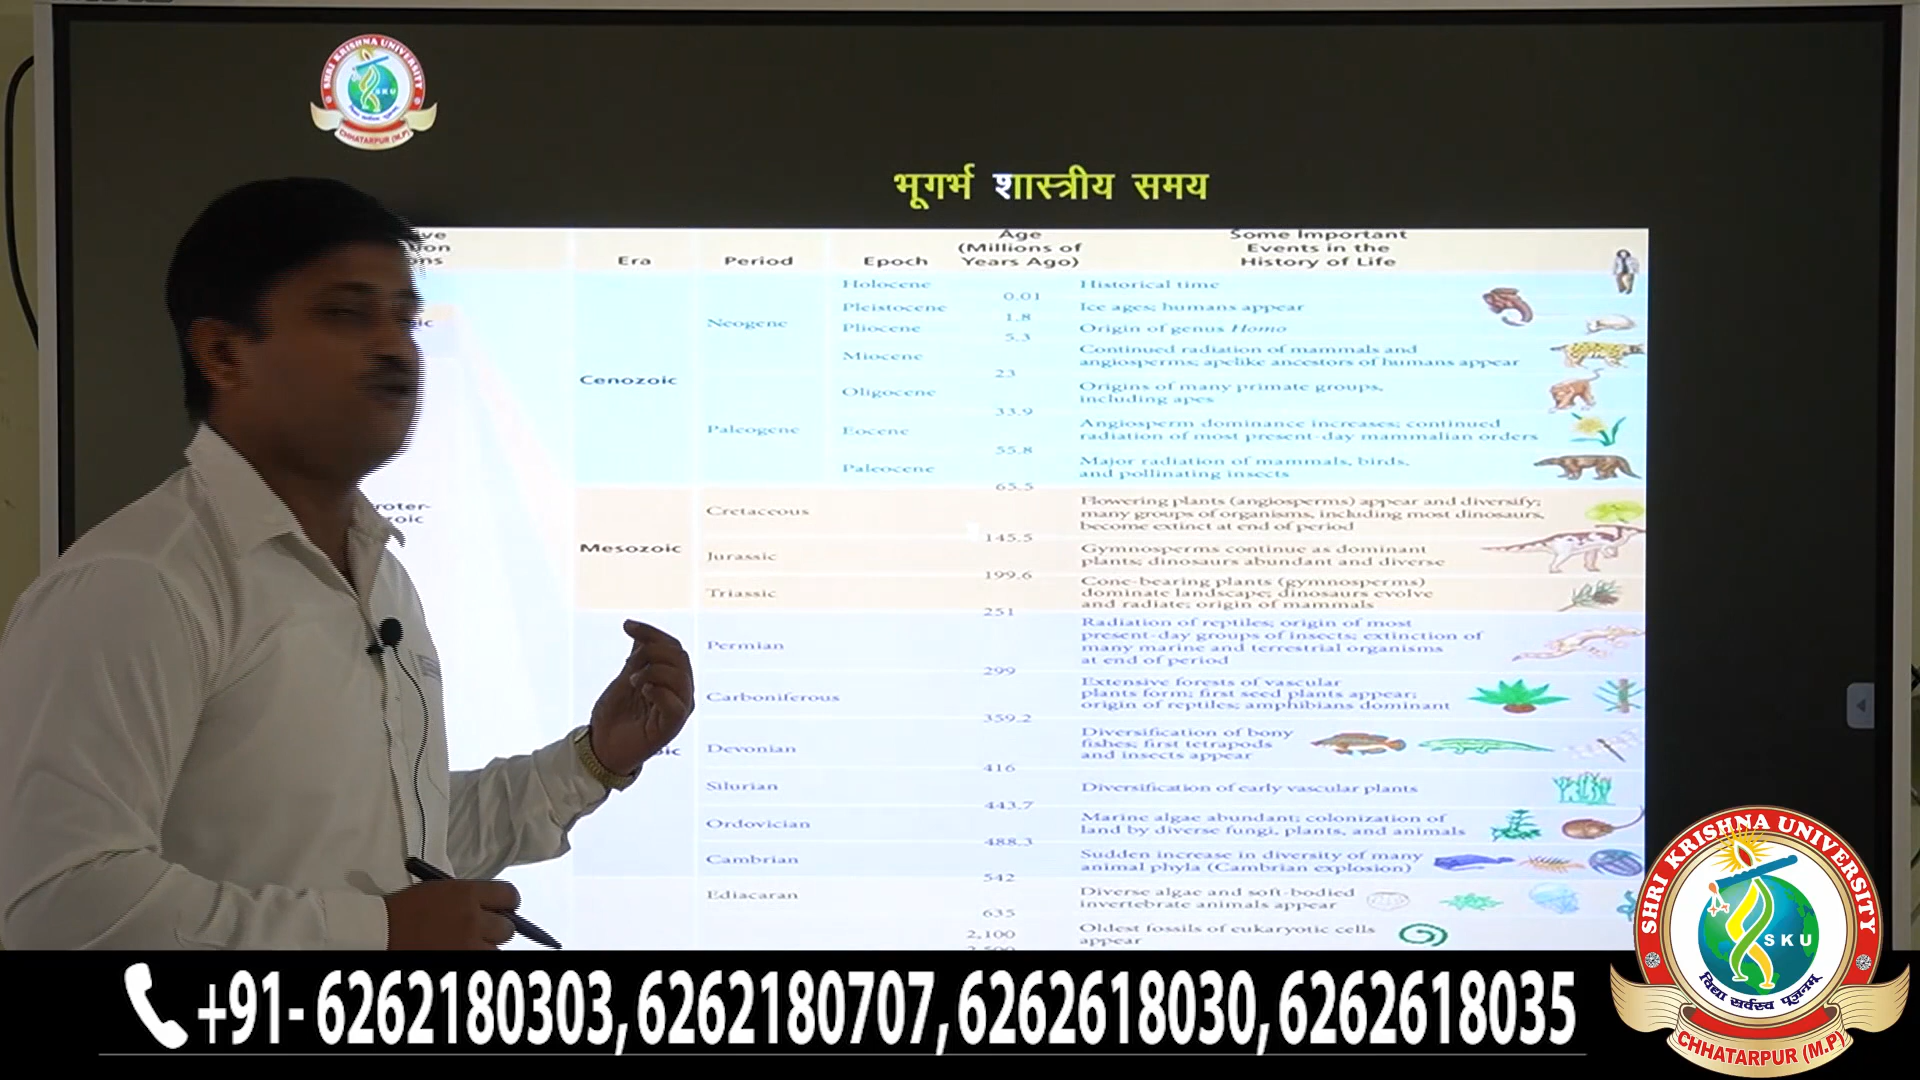 SHRI KRISHNA UNIVERSITY
SKU
CHHATARPUR (M.P)
भूगर्भ शास्त्रीय समय
Era Period Epoch Age (Millions of Years Ago) Some Important Events in the History of Life
Cenozoic
Neogene
Holocene
Historical time
0.01
Pleistocene
Ice ages; humans appear
1.8
Pliocene
Origin of genus Homo
5.3
Miocene
Continued radiation of mammals and
angiosperms; apelike ancestors of humans appear
23
Oligocene
Origins of many primate groups,
including apes
33.9
Paleogene
Eocene
Angiosperm dominance increases; continued
radiation of most present-day mammalian orders
55.8
Paleocene
Major radiation of mammals, birds,
and pollinating insects
65.5
Mesozoic
Cretaceous
Flowering plants (angiosperms) appear and diversify;
many groups of organisms, including most dinosaurs,
become extinct at end of period
145.5
Jurassic
Gymnosperms continue as dominant
plants; dinosaurs abundant and diverse
199.6
Triassic
Cone-bearing plants (gymnosperms)
dominate landscape; dinosaurs evolve
and radiate; origin of mammals
251
Permian
Radiation of reptiles; origin of most
present-day groups of insects; extinction of
many marine and terrestrial organisms
at end of period
299
Carboniferous
Extensive forests of vascular
plants form; first seed plants appear;
origin of reptiles; amphibians dominant
359.2
Devonian
Diversification of bony
fishes; first tetrapods
and insects appear
416
Silurian
Diversification of early vascular plants
443.7
Ordovician
Marine algae abundant; colonization of
land by diverse fungi, plants, and animals
488.3
Cambrian
Sudden increase in diversity of many
animal phyla (Cambrian explosion)
542
Ediacaran
Diverse algae and soft-bodied
invertebrate animals appear
635
2,100
Oldest fossils of eukaryotic cells
appear
+91- 6262180303, 6262180707, 6262618030, 6262618035
SHRI KRISHNA UNIVERSITY
SKU
विद्या सर्वस्व पूजनम्
CHHATARPUR (M.P)